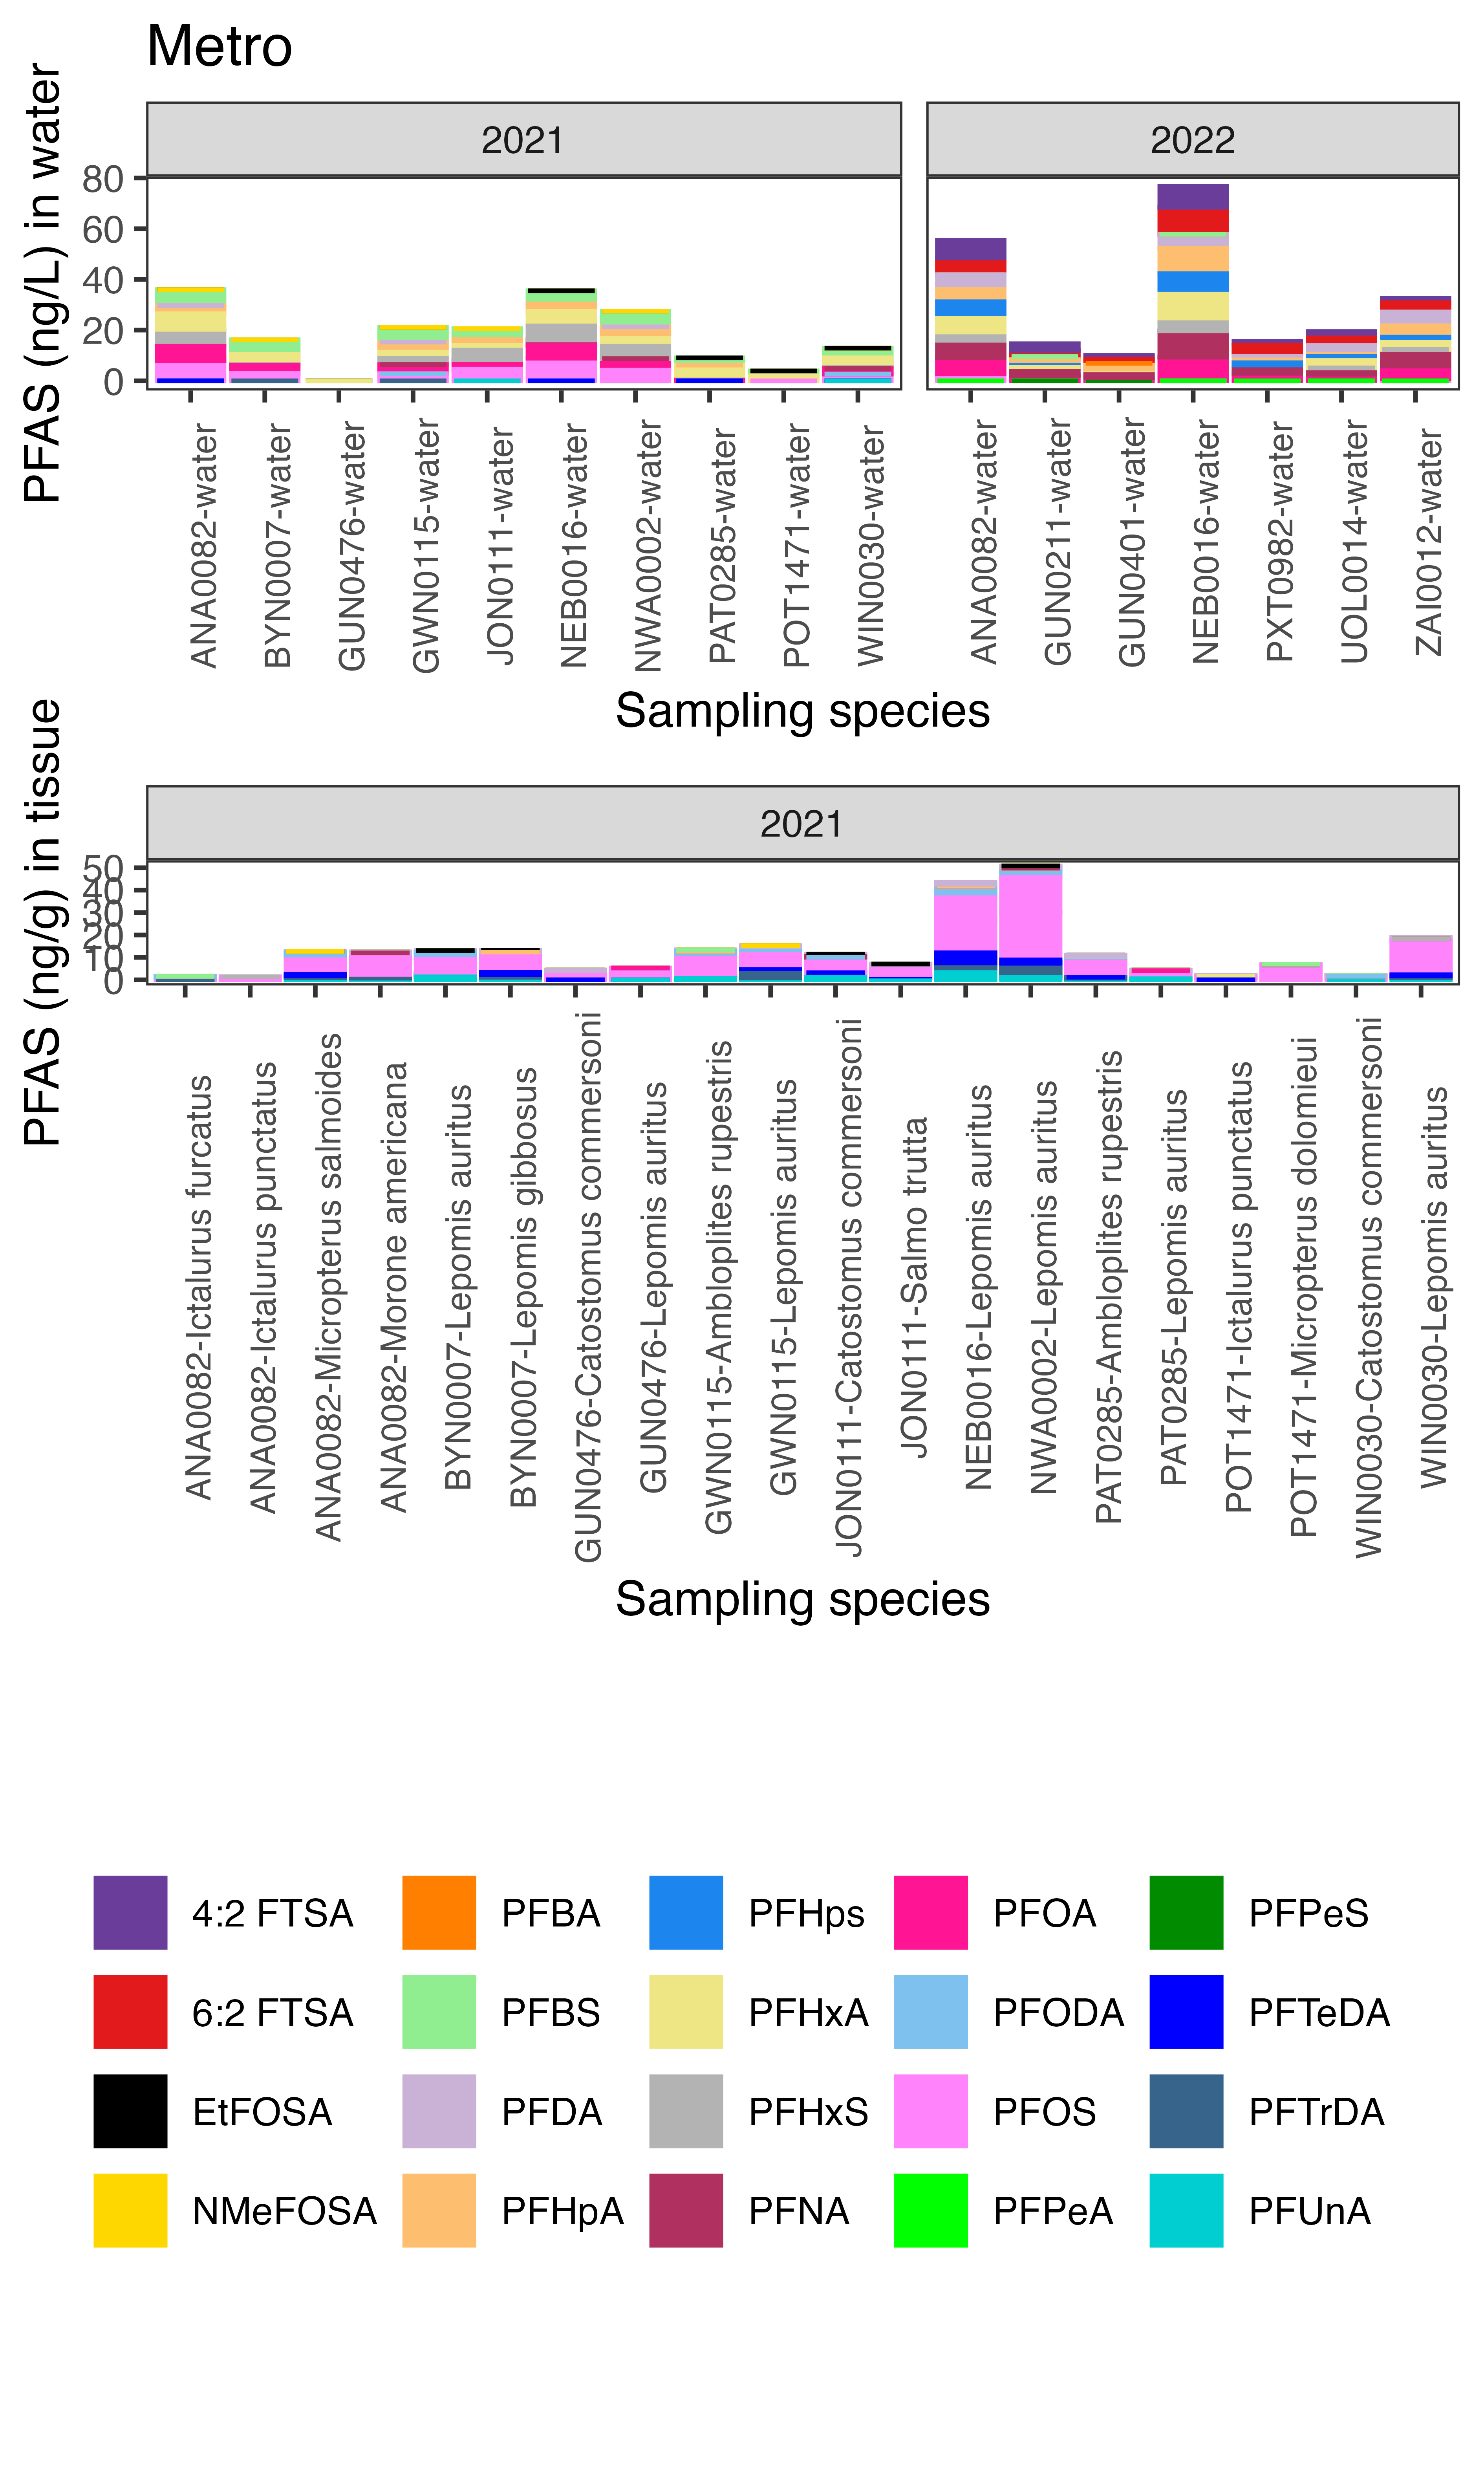 Metro
PFAS (ng/L) in water
2021
2022
80
60
40
20
0
ANA0082-water
BYN0007-water
GUN0476-water
GWN0115-water
JON0111-water
NEB0016-water
NWA0002-water
PAT0285-water
POT1471-water
WIN0030-water
ANA0082-water
GUN0211-water
GUN0401-water
NEB0016-water
PXT0982-water
UOL0014-water
ZAI0012-water
Sampling species
PFAS (ng/g) in tissue
2021
50
40
30
20
10
0
ANA0082-Ictalurus furcatus
ANA0082-Ictalurus punctatus
ANA0082-Micropterus salmoides
ANA0082-Morone americana
BYN0007-Lepomis auritus
BYN0007-Lepomis gibbosus
GUN0476-Catostomus commersoni
GUN0476-Lepomis auritus
GWN0115-Ambloplites rupestris
GWN0115-Lepomis auritus
JON0111-Catostomus commersoni
JON0111-Salmo trutta
NEB0016-Lepomis auritus
NWA0002-Lepomis auritus
PAT0285-Ambloplites rupestris
PAT0285-Lepomis auritus
POT1471-Ictalurus punctatus
POT1471-Micropterus dolomieui
WIN0030-Catostomus commersoni
WIN0030-Lepomis auritus
Sampling species
4:2 FTSA PFBA PFHps PFOA PFPeS
6:2 FTSA PFBS PFHxA PFODA PFTeDA
EtFOSA PFDA PFHxS PFOS PFTrDA
NMeFOSA PFHpA PFNA PFPeA PFUnA